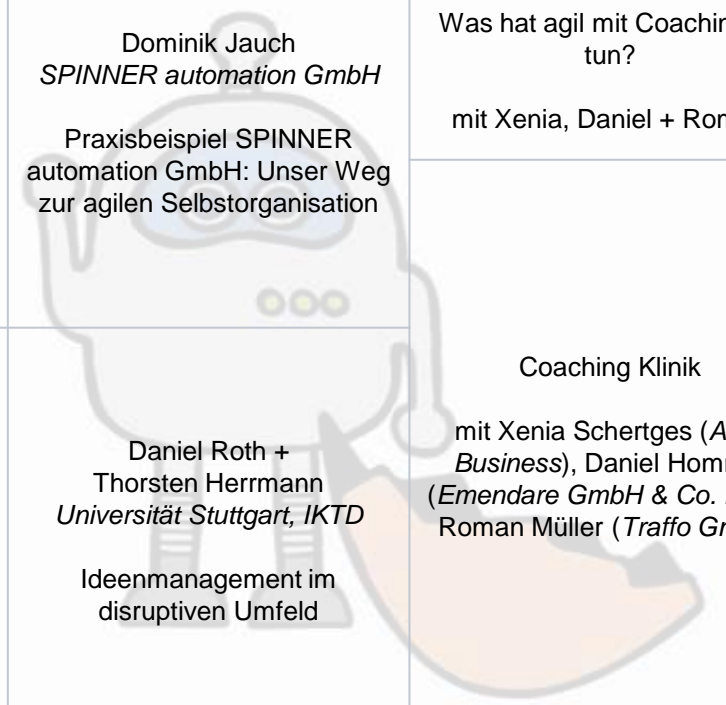 Dominik Jauch
SPINNER automation GmbH
Praxisbeispiel SPINNER
automation GmbH: Unser Weg
zur agilen Selbstorganisation
Daniel Roth +
Thorsten Herrmann
Universität Stuttgart, IKTD
Ideenmanagement im
disruptiven Umfeld
Was hat agil mit
tun?
mit Xenia, Daniel +
Coaching Klinik
mit Xenia Schertges (
Business), Daniel
(Emendare GmbH & Co.
Roman Müller (Traffo